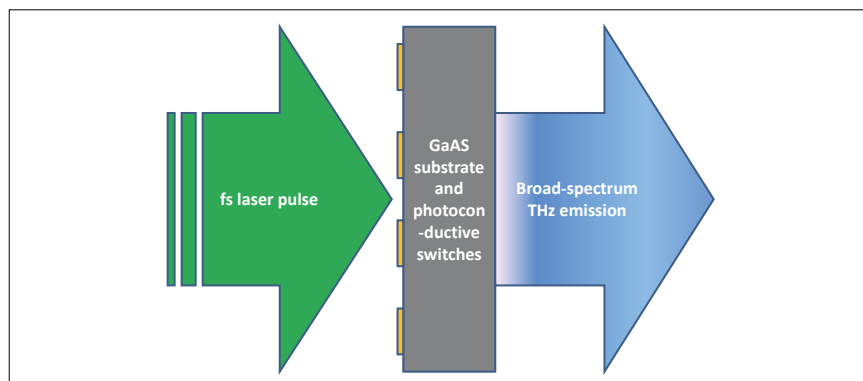 fs laser pulse
GaAS
substrate
and
photocon
-ductive
switches
Broad-spectrum
THz emission